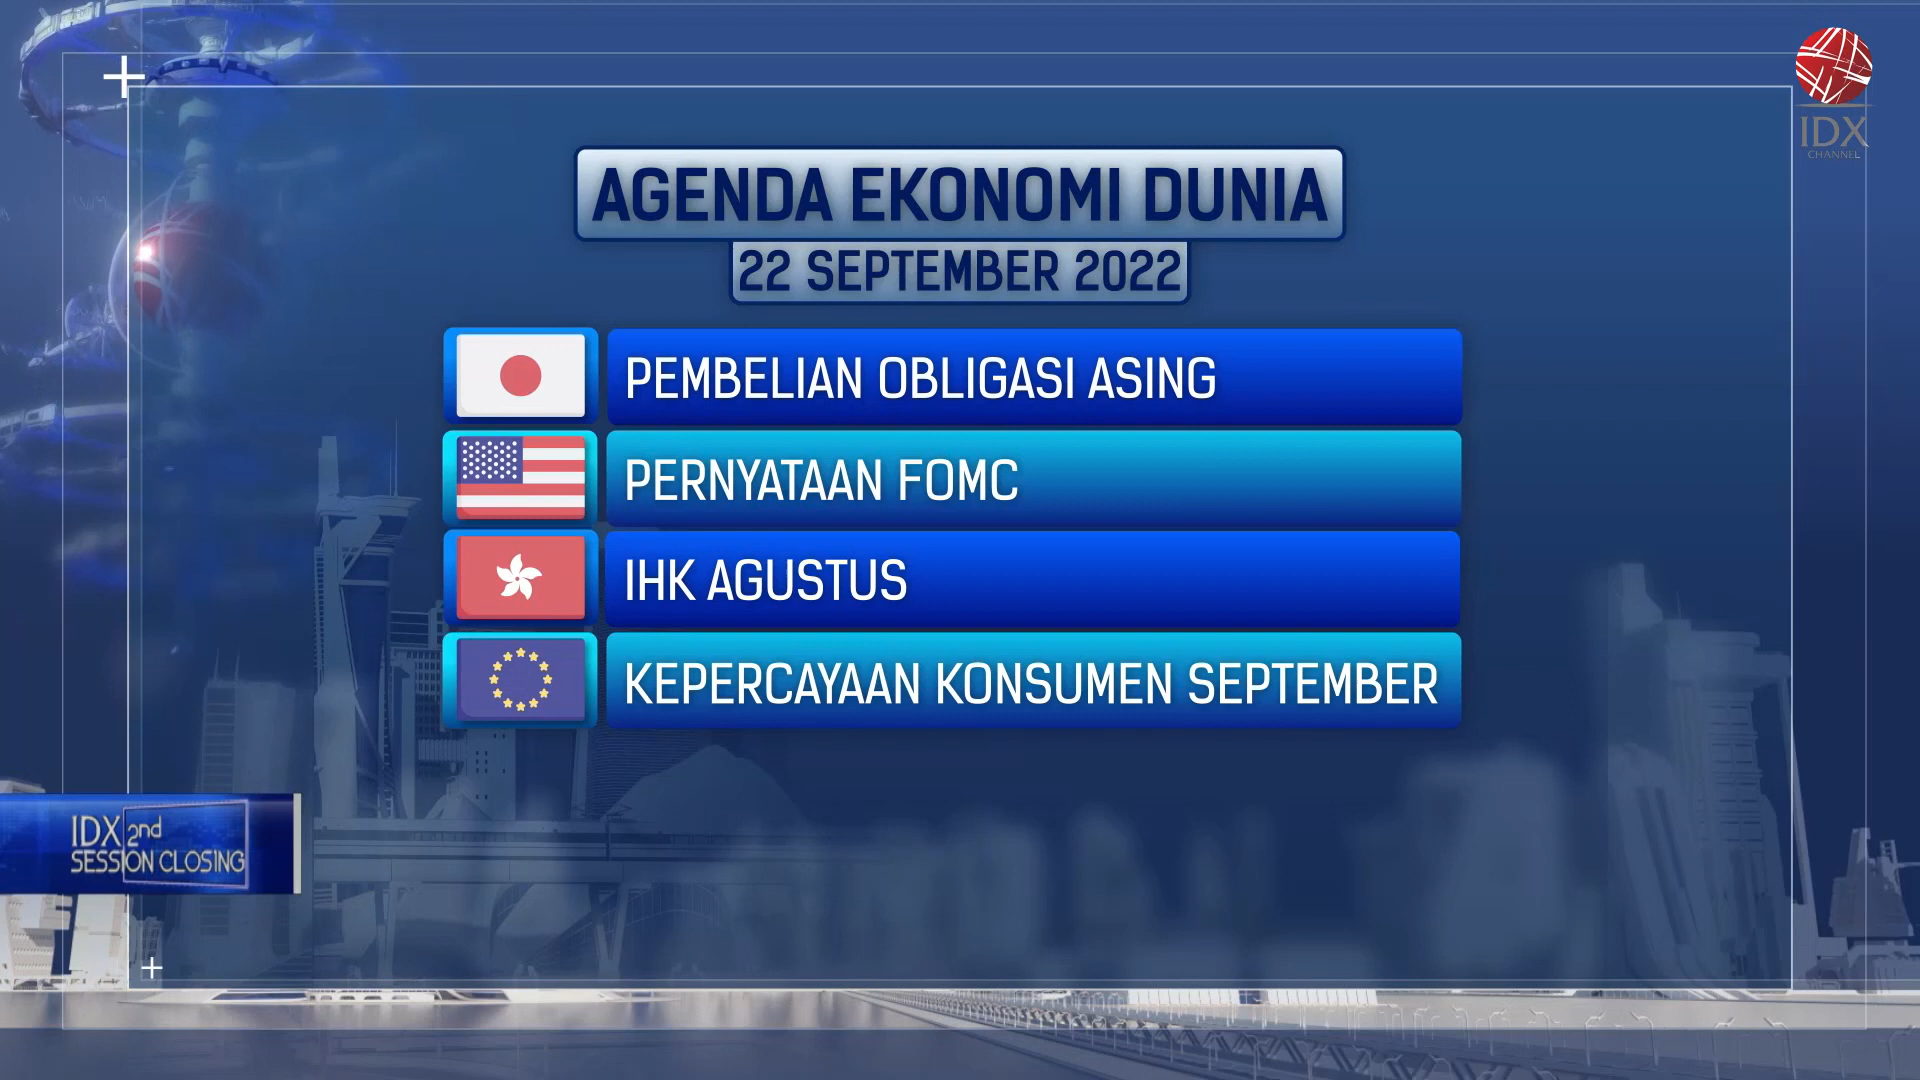 IDX
CHANNEL
AGENDA EKONOMI DUNIA
22 SEPTEMBER 2022
PEMBELIAN OBLIGASI ASING
PERNYATAAN FOMC
IHK AGUSTUS
KEPERCAYAAN KONSUMEN SEPTEMBER
IDX 2nd
SESSION CLOSING